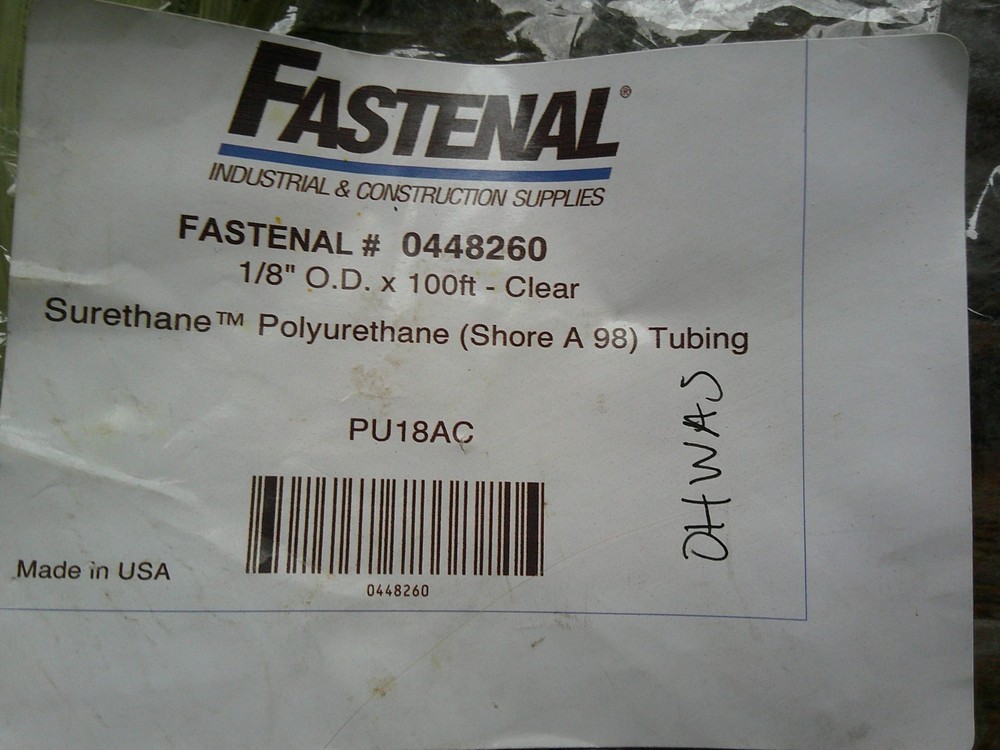 FASTENAL®
INDUSTRIAL & CONSTRUCTION SUPPLIES
FASTENAL # 0448260
1/8" O.D. x 100ft - Clear
Surethane™ Polyurethane (Shore A 98) Tubing
PU18AC
OHWAS
Made in USA
0448260